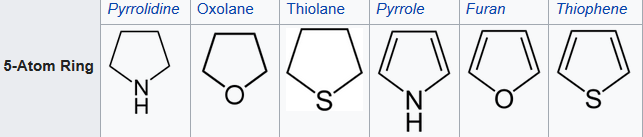 Pyrrolidine Oxolane Thiolane Pyrrole Furan Thiophene
5-Atom Ring
N O S N O S
H H